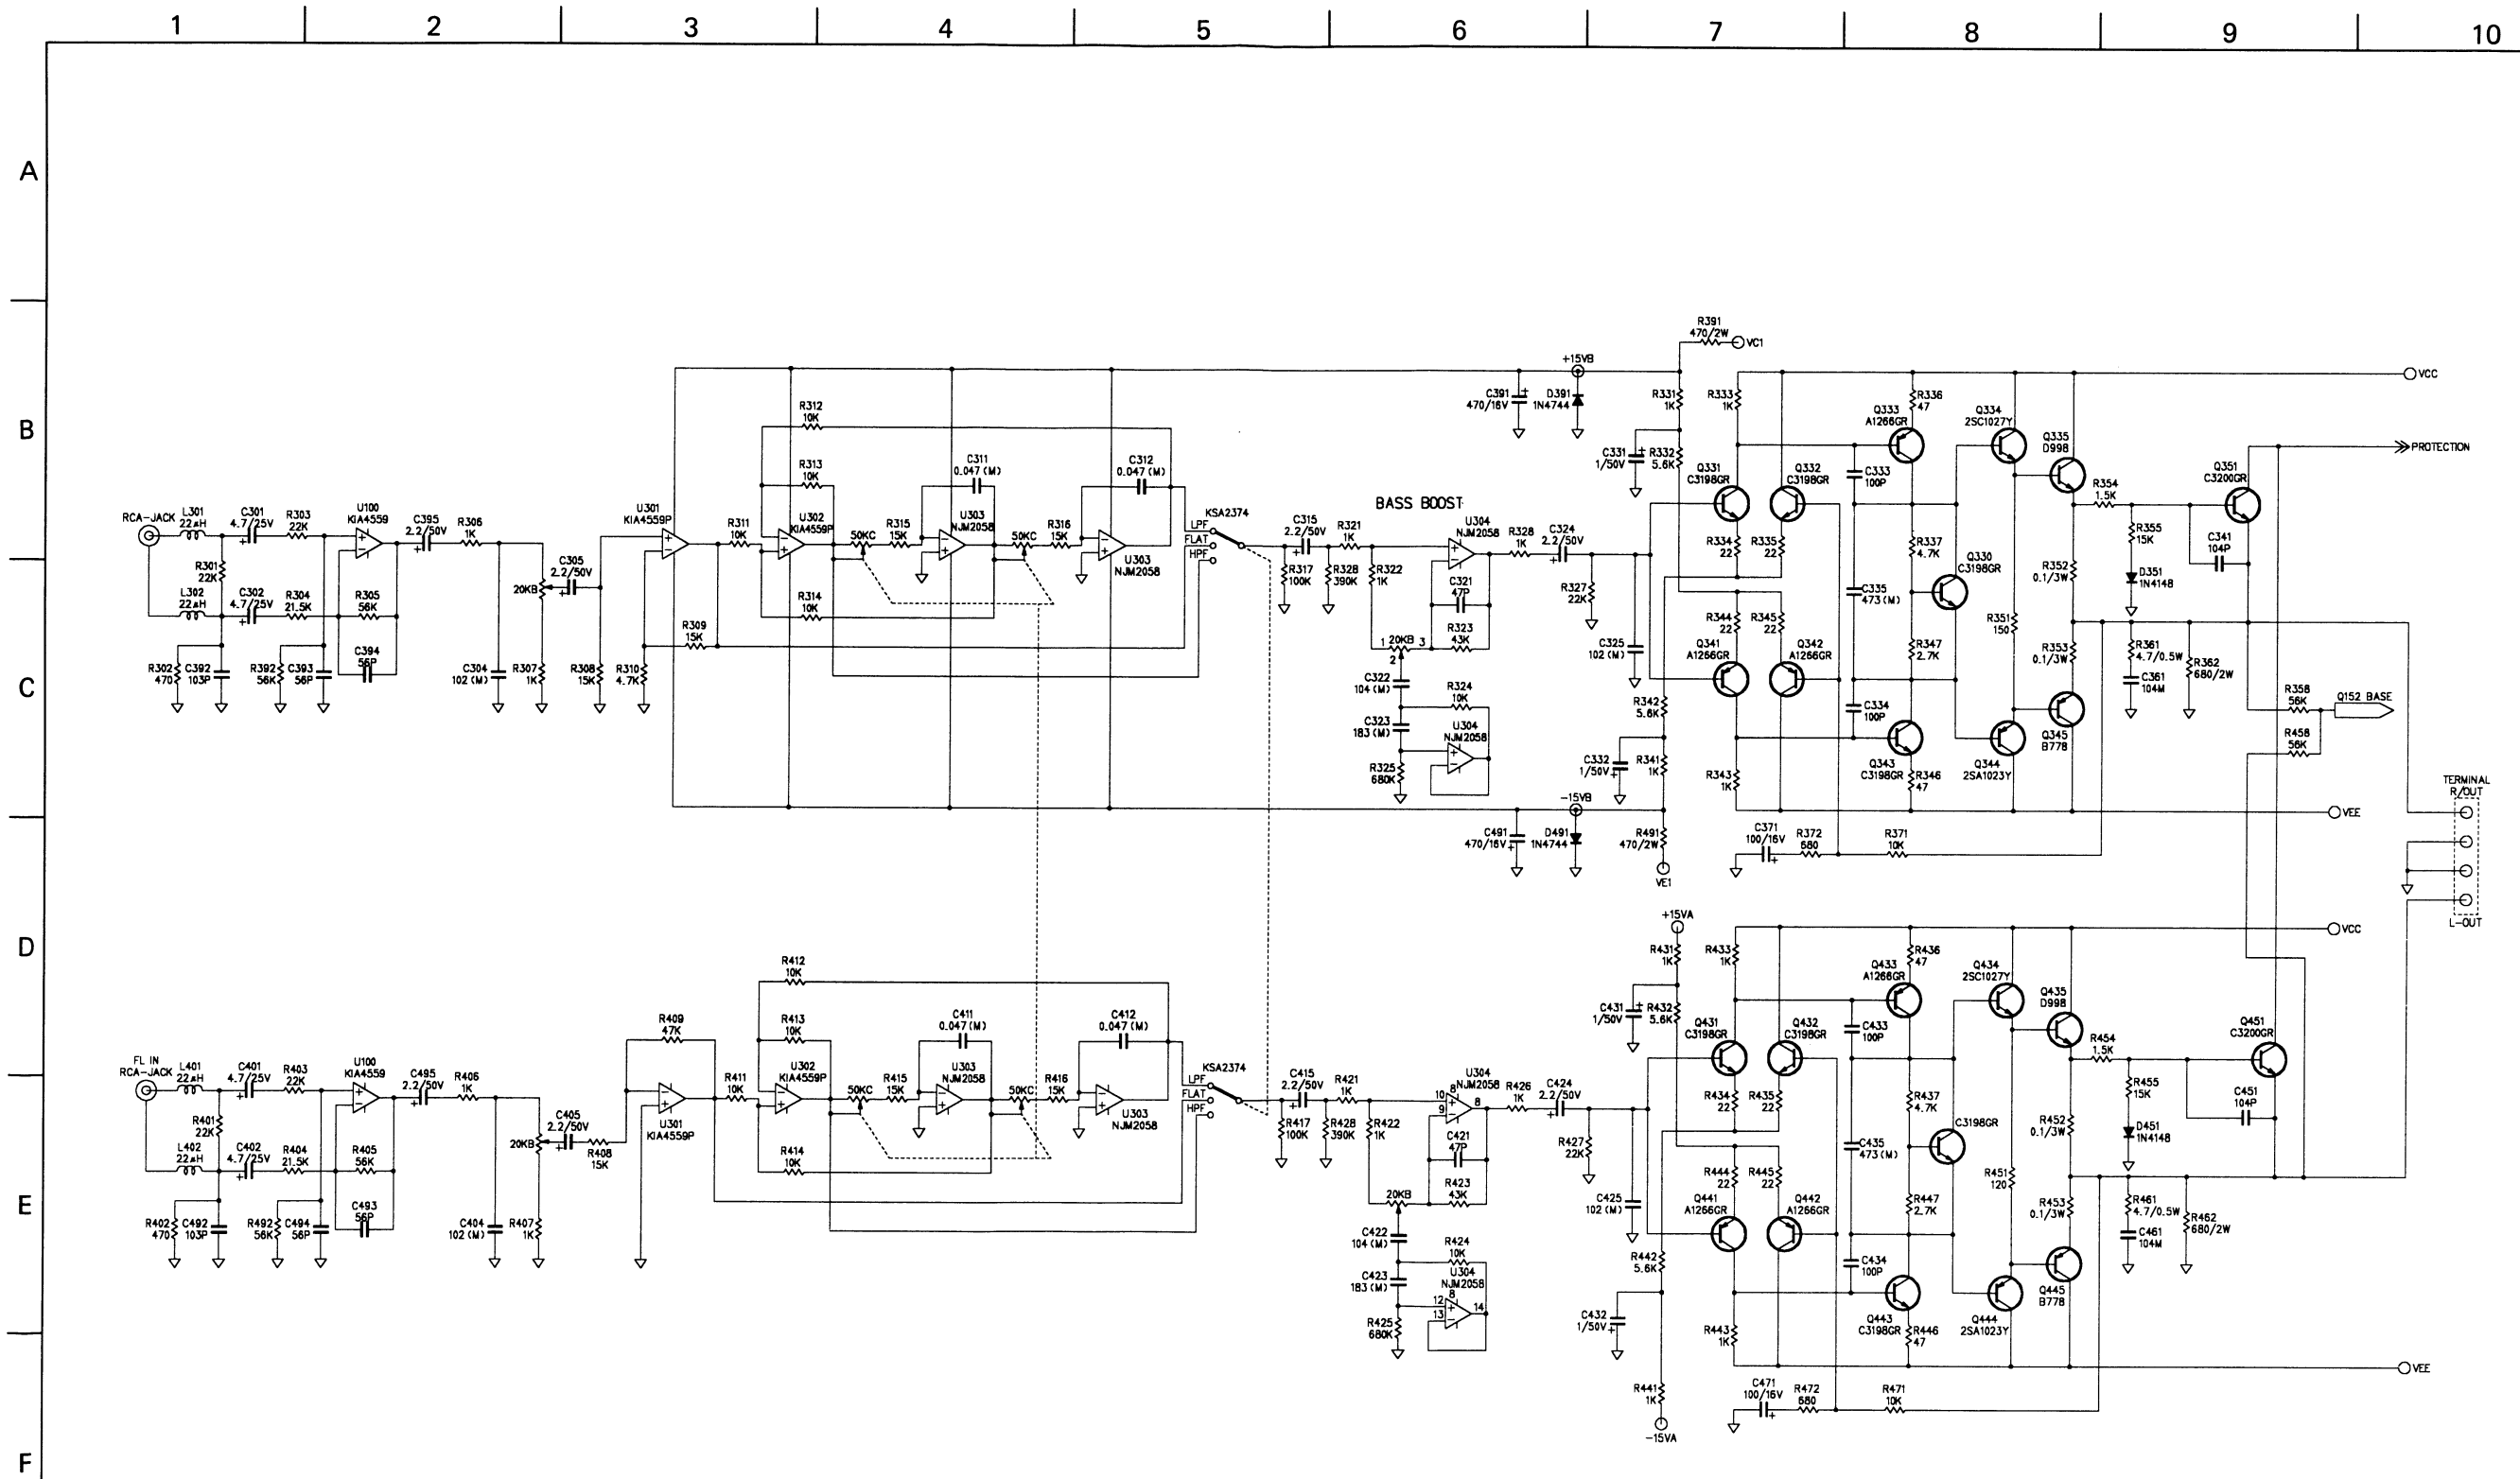 1 2 3 4 5 6 7 8 9 10
A
B
C
D
E
F
R391
470/2W
VC1
+15VB
C391
470/16V
D391
1N4744
R331
1K
R333
1K
R336
47
Q333
A1266GR
Q334
2SC1027Y
Q335
D998
VCC
PROTECTION
R312
10K
R313
10K
C311
0.047(M)
C312
0.047(M)
C331
1/50V
R332
5.6K
Q331
C3198GR
Q332
C3198GR
C333
100P
R354
1.5K
Q351
C3200GR
BASS BOOST
RCA-JACK
L301
22µH
C301
4.7/25V
R303
22K
U100
KIA4559
C395
2.2/50V
R306
1K
U301
KIA4559P
R311
10K
U302
KIA4559P
50KC
R315
15K
U303
NJM2058
50KC
R316
15K
U303
NJM2058
KSA2374
LPF
FLAT
HPF
C315
2.2/50V
R321
1K
U304
NJM2058
R328
1K
C324
2.2/50V
R334
22
R335
22
R337
4.7K
Q330
C3198GR
R355
15K
C341
104P
R301
22K
L302
22µH
C302
4.7/25V
R304
21.5K
R305
56K
C394
56P
20KB
C305
2.2/50V
R314
10K
R309
15K
R317
100K
R328
390K
R322
1K
C321
47P
R323
43K
R327
22K
C335
473(M)
R352
0.1/3W
D351
1N4148
R344
22
R345
22
R351
150
R302
470
C392
103P
R392
56K
C393
56P
C304
102(M)
R307
1K
R308
15K
R310
4.7K
1 20KB 3
2
C322
104(M)
R324
10K
C325
102(M)
Q341
A1266GR
Q342
A1266GR
R347
2.7K
R353
0.1/3W
R361
4.7/0.5W
C361
104M
R362
680/2W
R358
56K
Q152 BASE
R458
56K
C323
183(M)
U304
NJM2058
R325
680K
R342
5.6K
C334
100P
C332
1/50V
R341
1K
R343
1K
Q343
C3198GR
R346
47
Q344
2SA1023Y
Q345
B778
-15VB
VEE
TERMINAL
R/OUT
L-OUT
C491
470/16V
D491
1N4744
R491
470/2W
VE1
C371
100/16V
R372
680
R371
10K
+15VA
R431
1K
R433
1K
R436
47
Q433
A1266GR
Q434
2SC1027Y
Q435
D998
VCC
R412
10K
R409
47K
R413
10K
C411
0.047(M)
C412
0.047(M)
C431
1/50V
R432
5.6K
Q431
C3198GR
Q432
C3198GR
C433
100P
R454
1.5K
Q451
C3200GR
FL IN
RCA-JACK
L401
22µH
C401
4.7/25V
R403
22K
U100
KIA4559
C495
2.2/50V
R406
1K
U301
KIA4559P
R411
10K
U302
KIA4559P
50KC
R415
15K
U303
NJM2058
50KC
R416
15K
U303
NJM2058
KSA2374
LPF
FLAT
HPF
C415
2.2/50V
R421
1K
10
9
8
8
U304
NJM2058
R426
1K
C424
2.2/50V
R434
22
R435
22
R437
4.7K
C3198GR
R455
15K
C451
104P
R401
22K
L402
22µH
C402
4.7/25V
R404
21.5K
R405
56K
C493
56P
20KB
C405
2.2/50V
R408
15K
R414
10K
R417
100K
R428
390K
R422
1K
C421
47P
R423
43K
R427
22K
C435
473(M)
R452
0.1/3W
D451
1N4148
R444
22
R445
22
R451
120
R402
470
C492
103P
R492
56K
C494
56P
C404
102(M)
R407
1K
20KB
C422
104(M)
R424
10K
C425
102(M)
Q441
A1266GR
Q442
A1266GR
R447
2.7K
R453
0.1/3W
R461
4.7/0.5W
C461
104M
R462
680/2W
C423
183(M)
U304
NJM2058
8
12
13
14
R425
680K
R442
5.6K
C434
100P
C432
1/50V
R443
1K
Q443
C3198GR
R446
47
Q444
2SA1023Y
Q445
B778
VEE
R441
1K
-15VA
C471
100/16V
R472
680
R471
10K